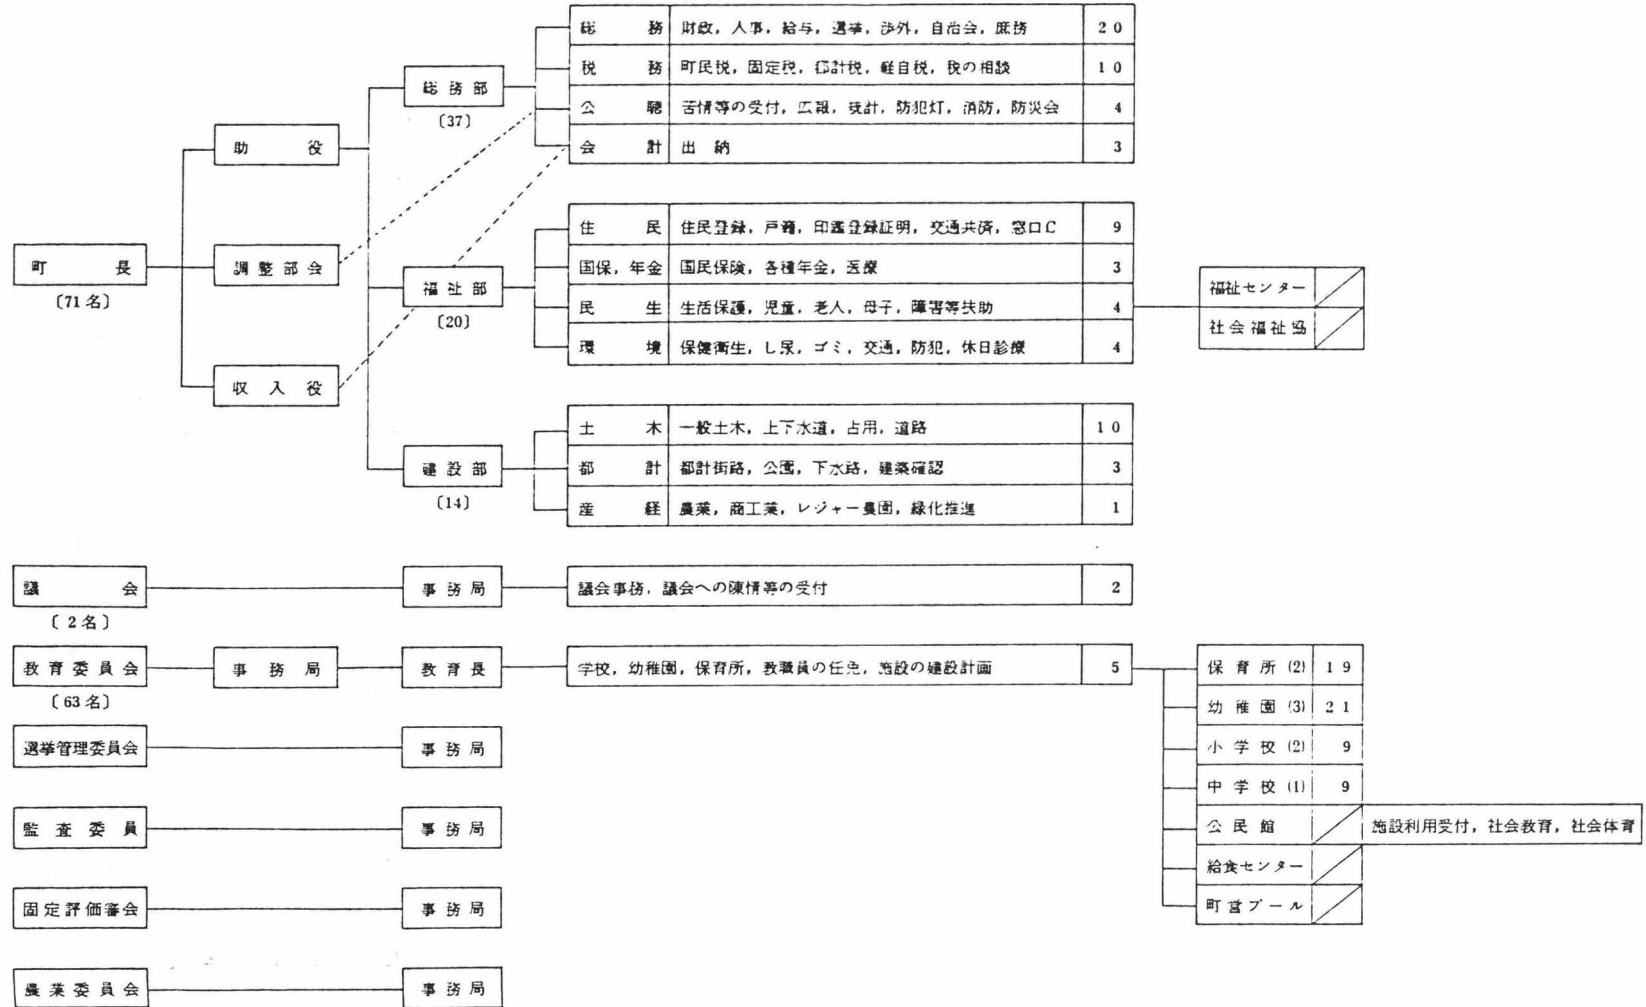 総務 財政，人事，給与，選挙，渉外，自治会，庶務 20
税務 町民税，固定税，都計税，軽自税，税の相談 10
総務部
〔37〕
公聴 苦情等の受付，広報，統計，防犯灯，消防，防災会 4
助役
会計 出納 3
住民 住民登録，戸籍，印鑑登録証明，交通共済，窓口C 9
町長
〔71名〕
調整部会
国保，年金 国民保険，各種年金，医療 3
福祉部
〔20〕
福祉センター
民生 生活保護，児童，老人，母子，障害等扶助 4
社会福祉協
環境 保健衛生，し尿，ゴミ，交通，防犯，休日診療 4
収入役
土木 一般土木，上下水道，占用，道路 10
建設部
〔14〕
都計 都計街路，公園，下水路，建築確認 3
産経 農業，商工業，レジャー農園，緑化推進 1
議会 事務局 議会事務，議会への陳情等の受付 2
〔2名〕
教育委員会 事務局 教育長 学校，幼稚園，保育所，教職員の任免，施設の建設計画 5 保育所(2) 19
〔63名〕
幼稚園(3) 21
選挙管理委員会 事務局 小学校(2) 9
中学校(1) 9
監査委員 事務局 公民館 施設利用受付，社会教育，社会体育
給食センター
固定評価審会 事務局 町営プール
農業委員会 事務局